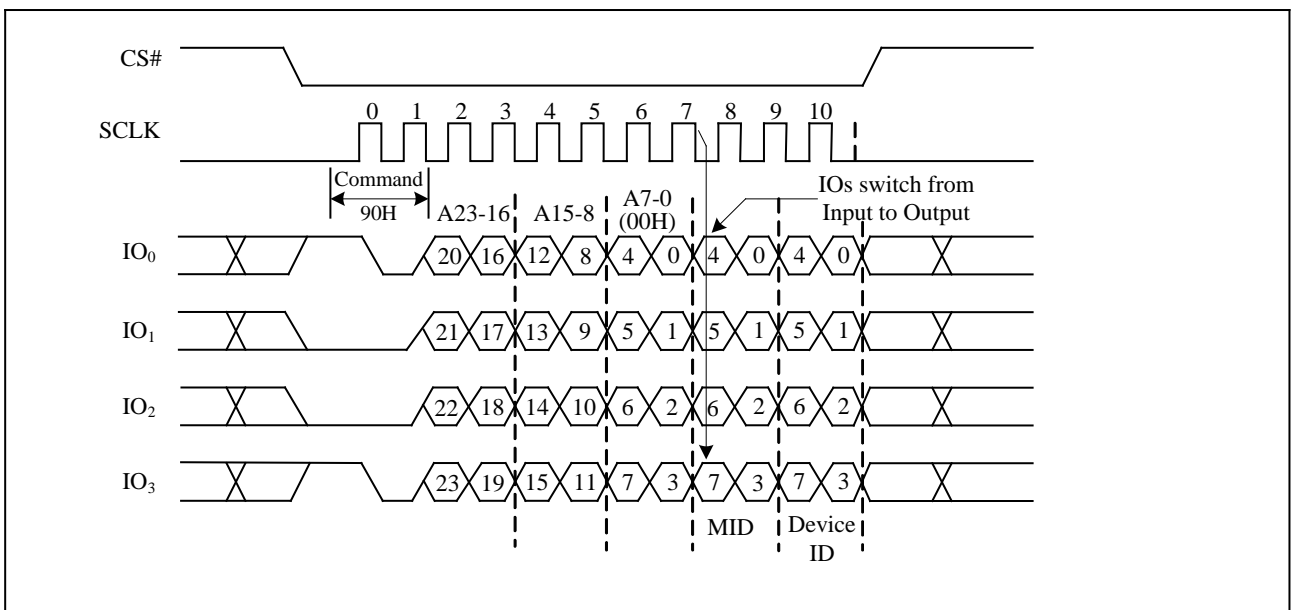 CS#
0 1 2 3 4 5 6 7 8 9 10
SCLK
Command
90H
A23-16
A15-8
A7-0
(00H)
IOs switch from
Input to Output
IO0
20 16 12 8 4 0 4 0 4 0
IO1
21 17 13 9 5 1 5 1 5 1
IO2
22 18 14 10 6 2 6 2 6 2
IO3
23 19 15 11 7 3 7 3 7 3
MID
Device
ID